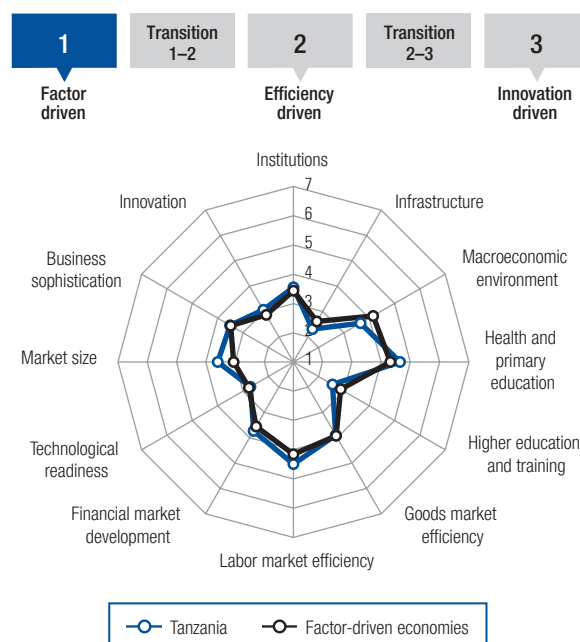 1
Transition
1–2
2
Transition
2–3
3
Factor
driven
Efficiency
driven
Innovation
driven
Institutions
Infrastructure
Macroeconomic
environment
Health and
primary
education
Higher education
and training
Goods market
efficiency
Labor market efficiency
Financial market
development
Technological
readiness
Market size
Business
sophistication
Innovation
7
6
5
4
3
2
1
Tanzania
Factor-driven economies